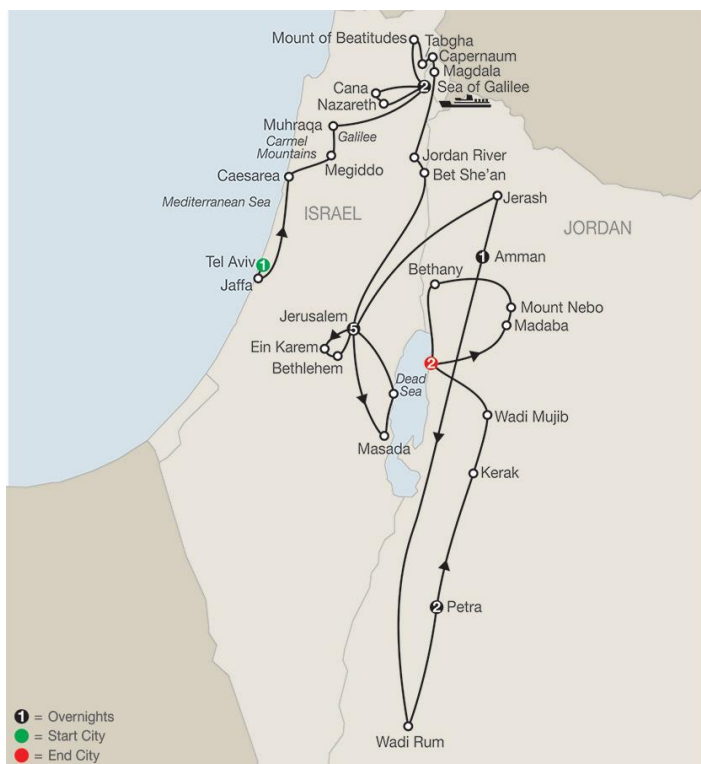 Mount of Beatitudes
Tabgha
Capernaum
Magdala
Cana
2
Sea of Galilee
Nazareth
Muhraqa
Galilee
Carmel
Mountains
Megiddo
Jordan River
Caesarea
Bet She'an
Mediterranean Sea
ISRAEL
Jerash
JORDAN
Tel Aviv
1
1
Amman
Jaffa
Bethany
Mount Nebo
Jerusalem
5
Madaba
Ein Karem
Bethlehem
2
Dead
Sea
Wadi Mujib
Masada
Kerak
2
Petra
Wadi Rum
1 = Overnights
= Start City
= End City